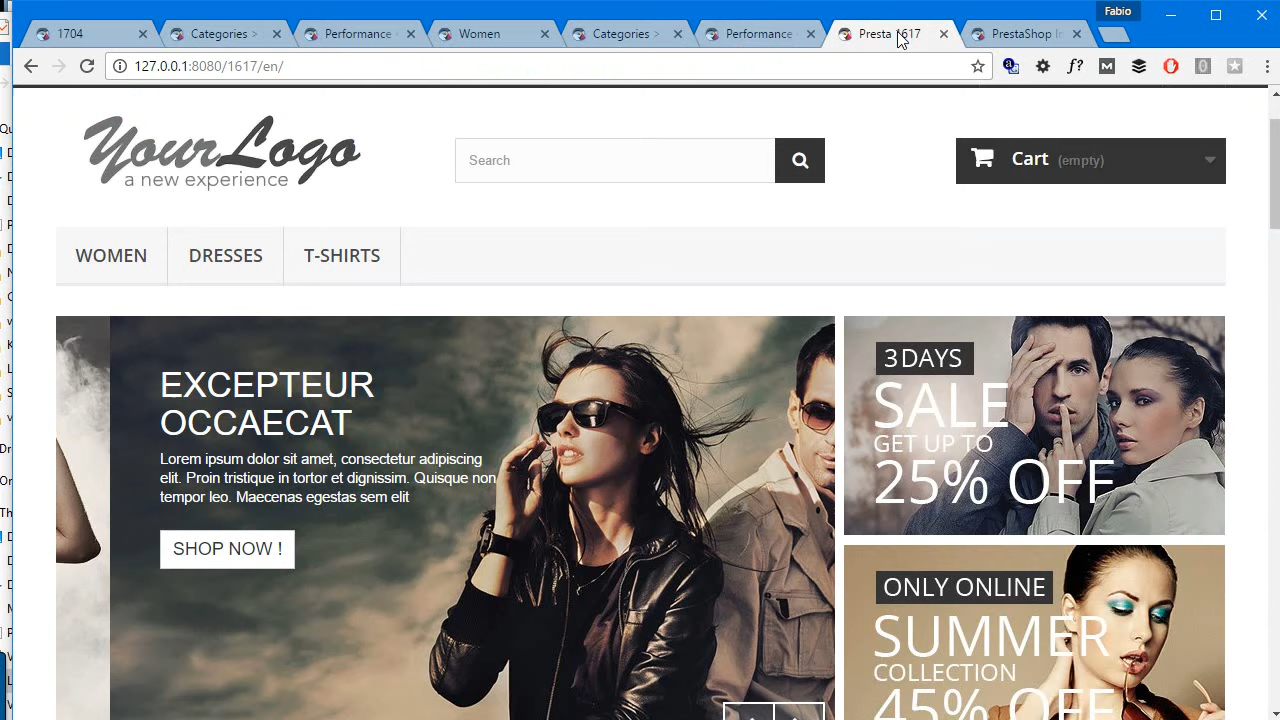 Fabio
1704
Categories >
Performance
Women
Categories >
Performance
Presta 1617
PrestaShop
127.0.0.1:8080/1617/en/
YourLogo
a new experience
Search
Cart (empty)
WOMEN
DRESSES
T-SHIRTS
EXCEPTEUR
OCCAECAT
Lorem ipsum dolor sit amet, consectetur adipiscing
elit. Proin tristique in tortor et dignissim. Quisque non
tempor leo. Maecenas egestas sem elit
SHOP NOW !
3 DAYS
SALE
GET UP TO
25% OFF
ONLY ONLINE
SUMMER
COLLECTION
45% OFF